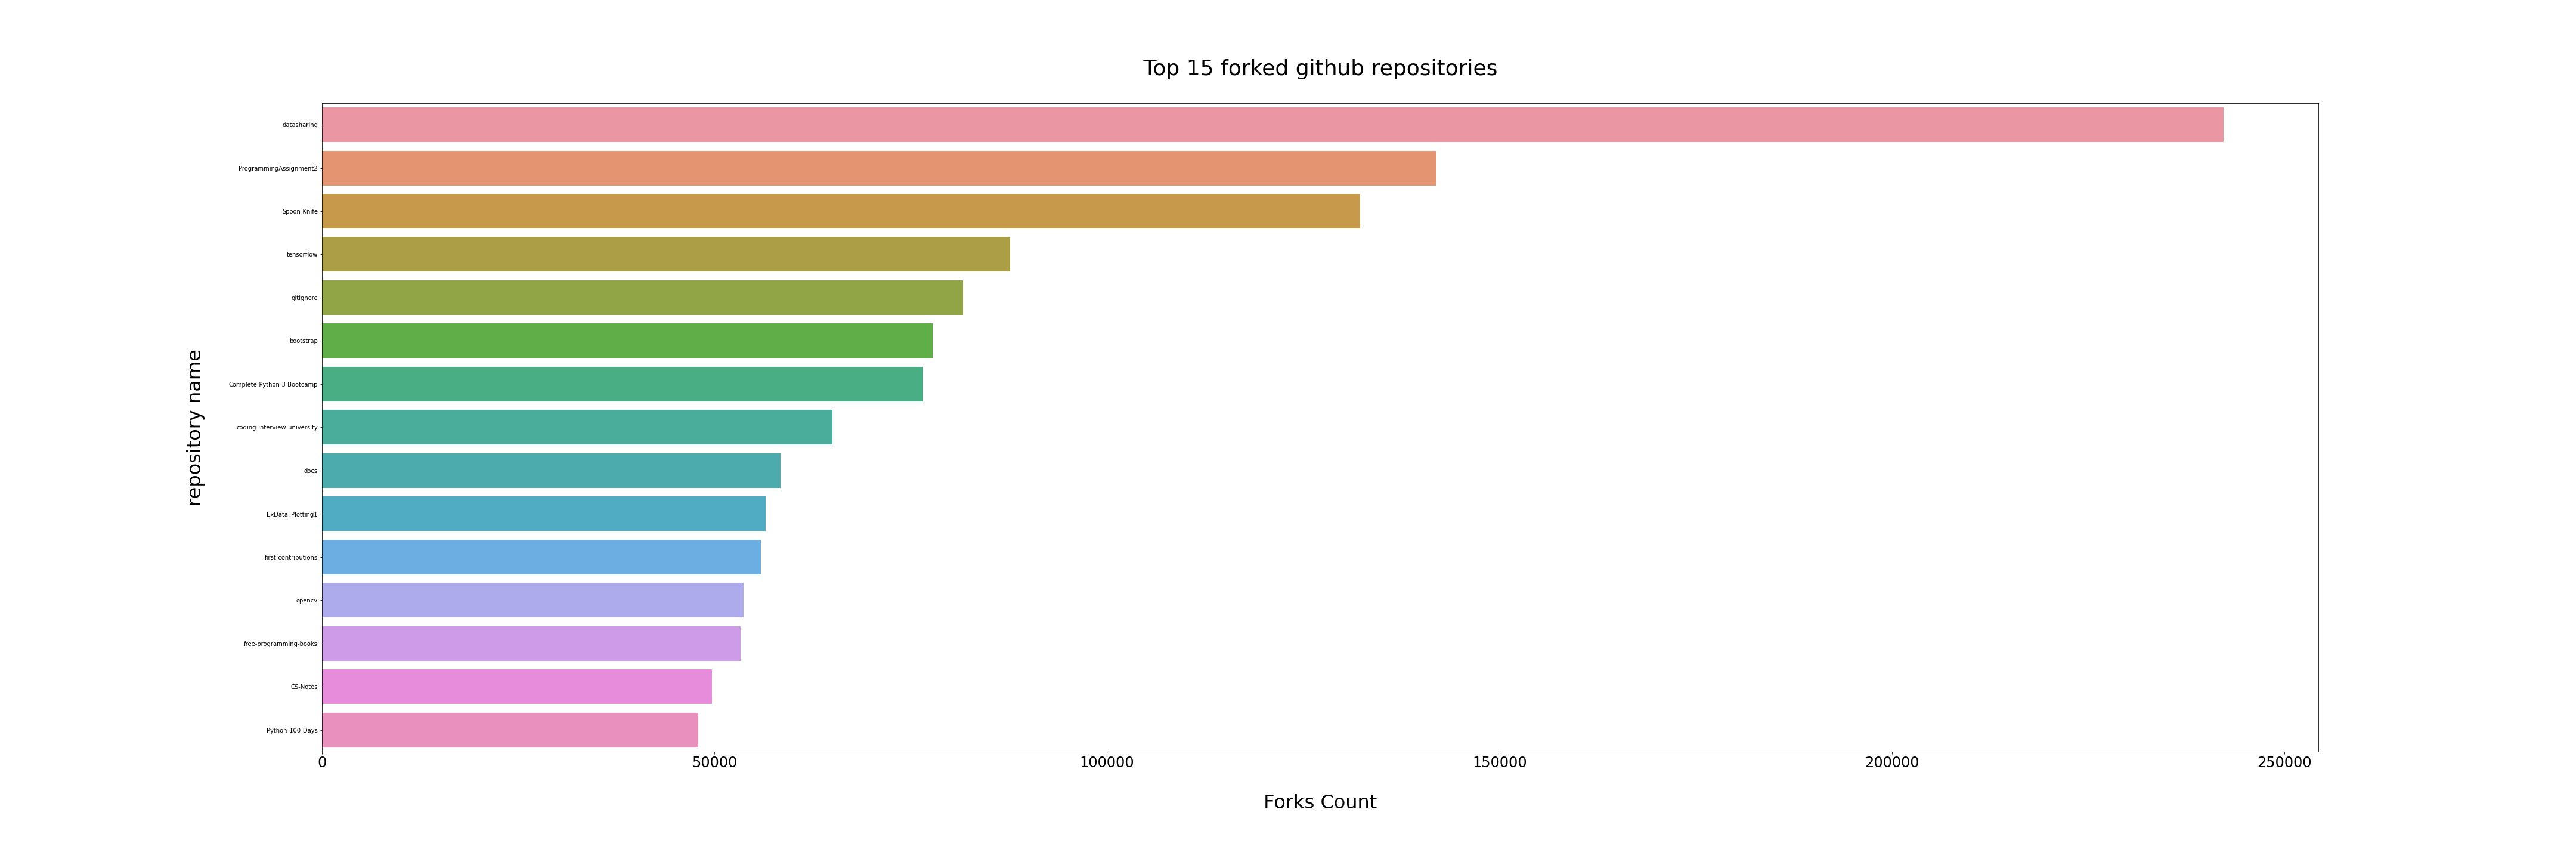 Top 15 forked github repositories
repository name
datasharing
ProgrammingAssignment2
Spoon-Knife
tensorflow
gitignore
bootstrap
Complete-Python-3-Bootcamp
coding-interview-university
docs
ExData_Plotting1
first-contributions
opencv
free-programming-books
CS-Notes
Python-100-Days
0 50000 100000 150000 200000 250000
Forks Count